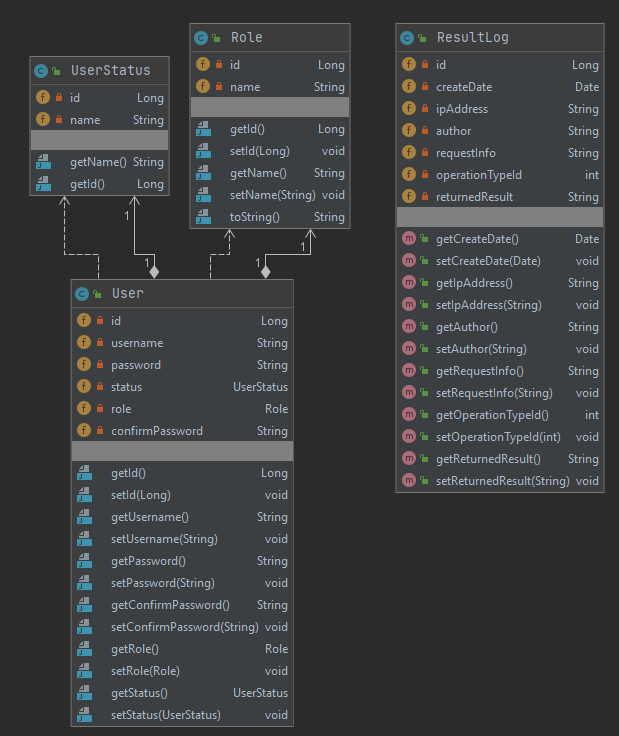 UserStatus
id Long
name String
getName() String
getId() Long
Role
id Long
name String
getId() Long
setId(Long) void
getName() String
setName(String) void
toString() String
ResultLog
id Long
createDate Date
ipAddress String
author String
requestInfo String
operationTypeId int
returnedResult String
getCreateDate() Date
setCreateDate(Date) void
getIpAddress() String
setIpAddress(String) void
getAuthor() String
setAuthor(String) void
getRequestInfo() String
setRequestInfo(String) void
getOperationTypeId() int
setOperationTypeId(int) void
getReturnedResult() String
setReturnedResult(String) void
1
1
1
1
User
id Long
username String
password String
status UserStatus
role Role
confirmPassword String
getId() Long
setId(Long) void
getUsername() String
setUsername(String) void
getPassword() String
setPassword(String) void
getConfirmPassword() String
setConfirmPassword(String) void
getRole() Role
setRole(Role) void
getStatus() UserStatus
setStatus(UserStatus) void